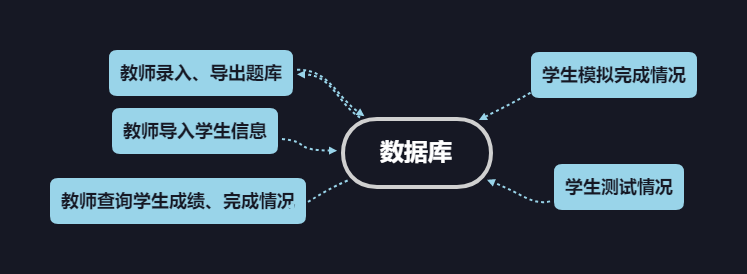 教师录入、导出题库
学生模拟完成情况
教师导入学生信息
数据库
学生测试情况
教师查询学生成绩、完成情况